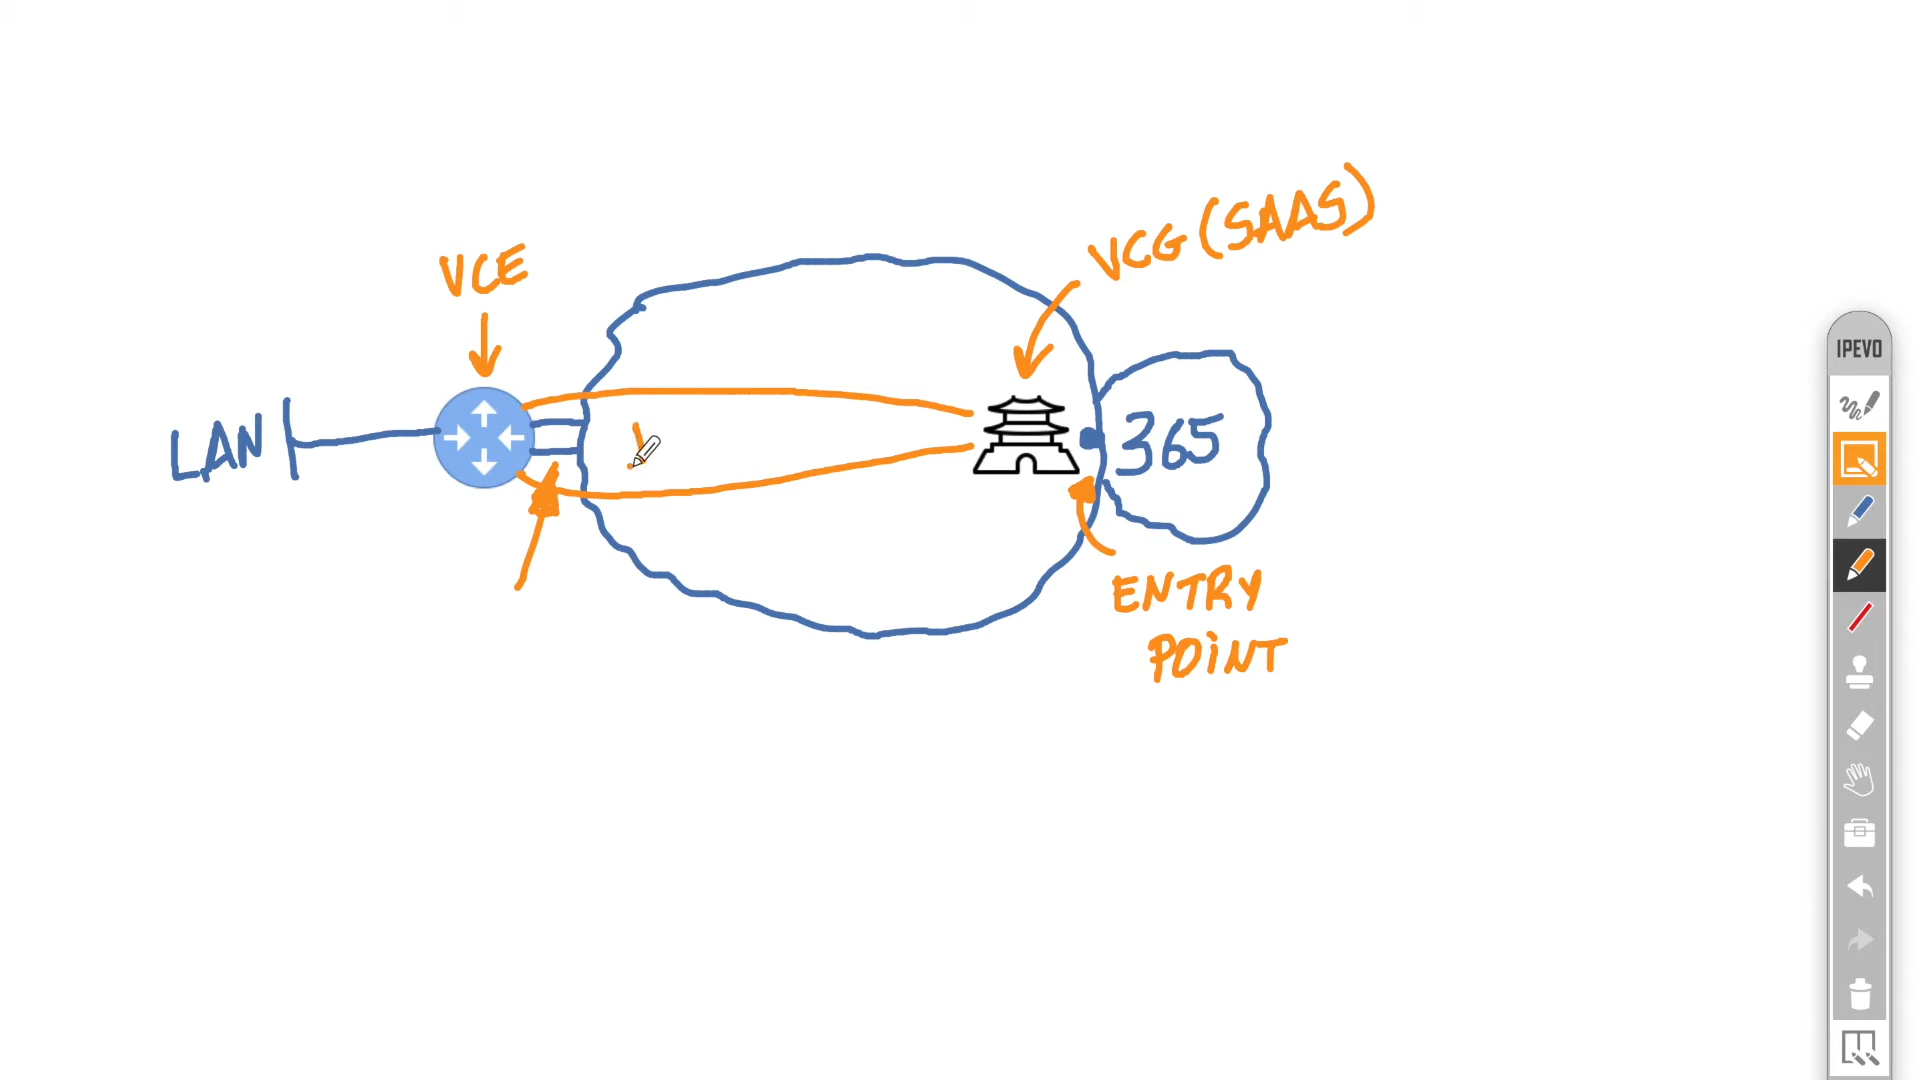 VCG (SAAS)
VCE
IPEVO
LAN
365
ENTRY
POINT